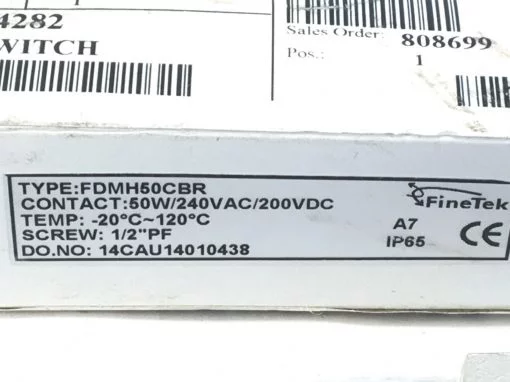 4282
WITCH
Sales Order: 808699
Pos.: 1
TYPE:FDMH50CBR
CONTACT:50W/240VAC/200VDC
TEMP: -20°C~120°C
SCREW: 1/2"PF
DO.NO: 14CAU14010438
FineTek
A7
IP65
CE